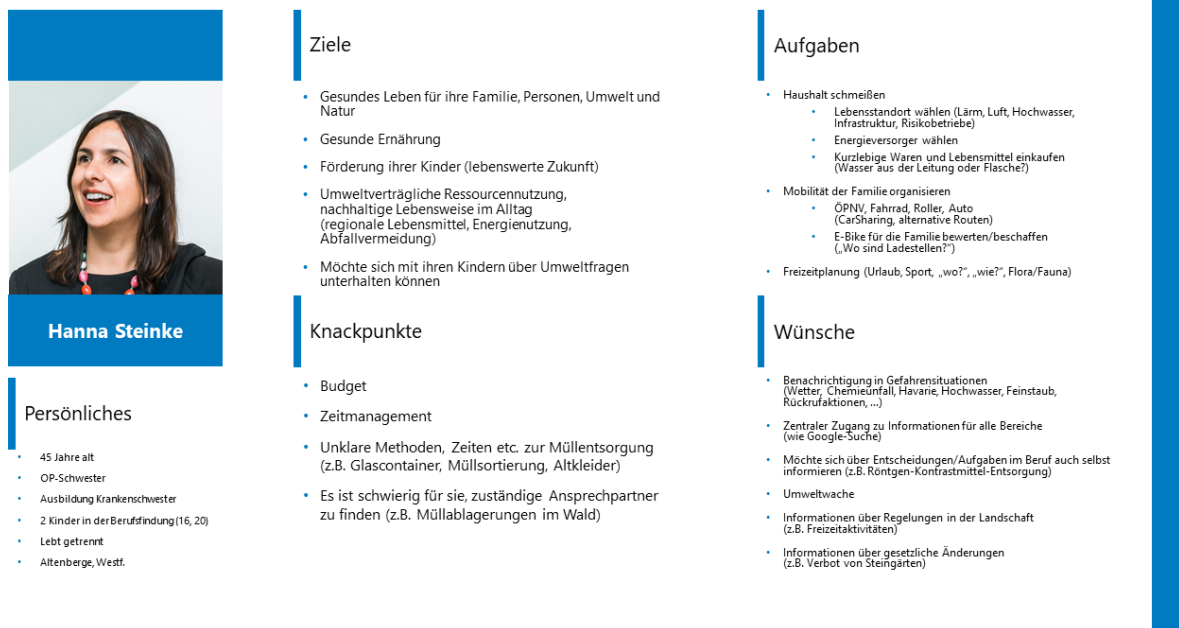 Hanna Steinke
Persönliches
• 45 Jahre alt
• OP-Schwester
• Ausbildung Krankenschwester
• 2 Kinder in der Berufsfindung (16, 20)
• Lebt getrennt
• Altenberge, Westf.
Ziele
• Gesundes Leben für ihre Familie, Personen, Umwelt und
Natur
• Gesunde Ernährung
• Förderung ihrer Kinder (lebenswerte Zukunft)
• Umweltverträgliche Ressourcennutzung,
nachhaltige Lebensweise im Alltag
(regionale Lebensmittel, Energienutzung,
Abfallvermeidung)
• Möchte sich mit ihren Kindern über Umweltfragen
unterhalten können
Knackpunkte
• Budget
• Zeitmanagement
• Unklare Methoden, Zeiten etc. zur Müllentsorgung
(z.B. Glascontainer, Müllsortierung, Altkleider)
• Es ist schwierig für sie, zuständige Ansprechpartner
zu finden (z.B. Müllablagerungen im Wald)
Aufgaben
• Haushalt schmeißen
• Lebensstandort wählen (Lärm, Luft, Hochwasser,
Infrastruktur, Risikobetriebe)
• Energieversorger wählen
• Kurzlebige Waren und Lebensmittel einkaufen
(Wasser aus der Leitung oder Flasche?)
• Mobilität der Familie organisieren
• ÖPNV, Fahrrad, Roller, Auto
(CarSharing, alternative Routen)
• E-Bike für die Familie bewerten/beschaffen
(„Wo sind Ladestellen?“)
• Freizeitplanung (Urlaub, Sport, „wo?“, „wie?“, Flora/Fauna)
Wünsche
• Benachrichtigung in Gefahrensituationen
(Wetter, Chemieunfall, Havarie, Hochwasser, Feinstaub,
Rückrufaktionen, ...)
• Zentraler Zugang zu Informationen für alle Bereiche
(wie Google-Suche)
• Möchte sich über Entscheidungen/Aufgaben im Beruf auch selbst
informieren (z.B. Röntgen-Kontrastmittel-Entsorgung)
• Umweltwache
• Informationen über Regelungen in der Landschaft
(z.B. Freizeitaktivitäten)
• Informationen über gesetzliche Änderungen
(z.B. Verbot von Steingärten)